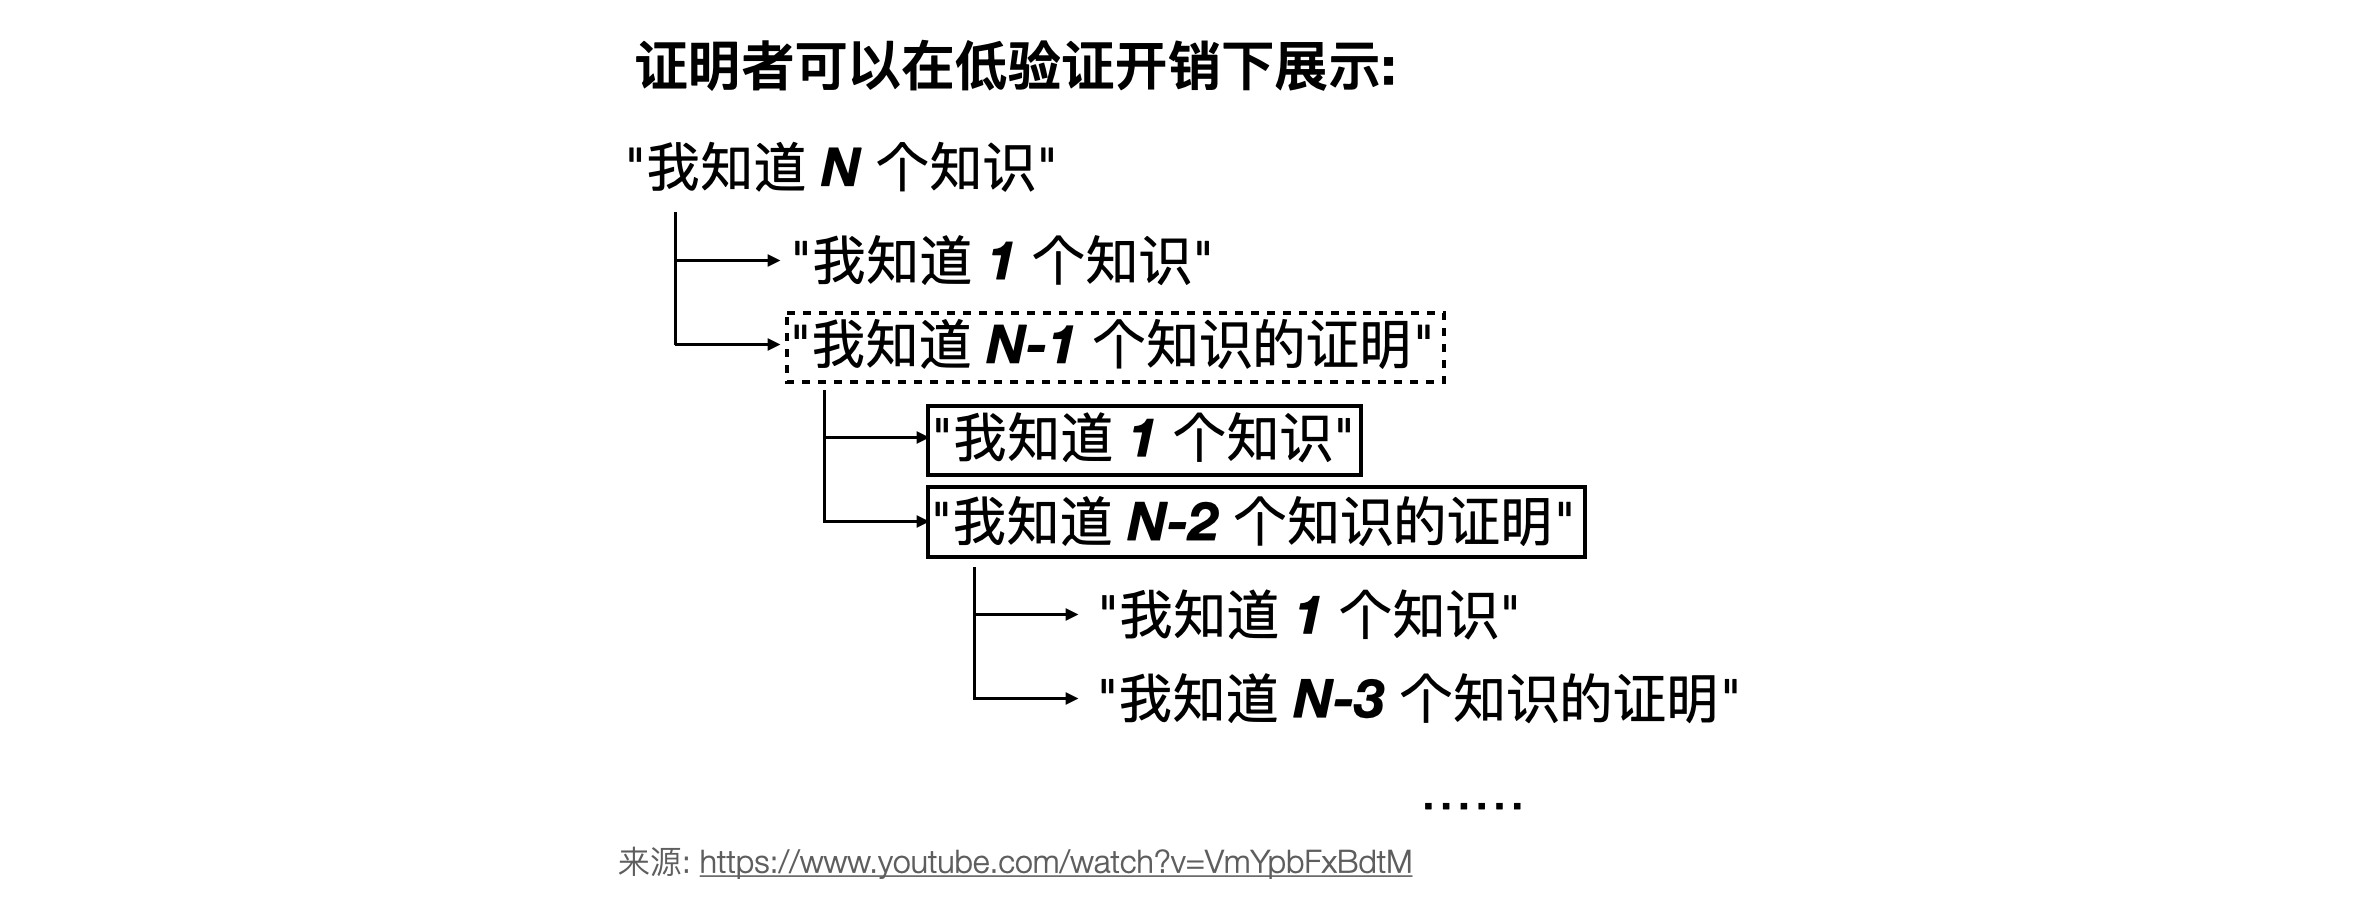 证明者可以在低验证开销下展示:
"我知道 N 个知识"
"我知道 1 个知识"
"我知道 N-1 个知识的证明"
"我知道 1 个知识"
"我知道 N-2 个知识的证明"
"我知道 1 个知识"
"我知道 N-3 个知识的证明"
......
来源: https://www.youtube.com/watch?v=VmYpbFxBdtM